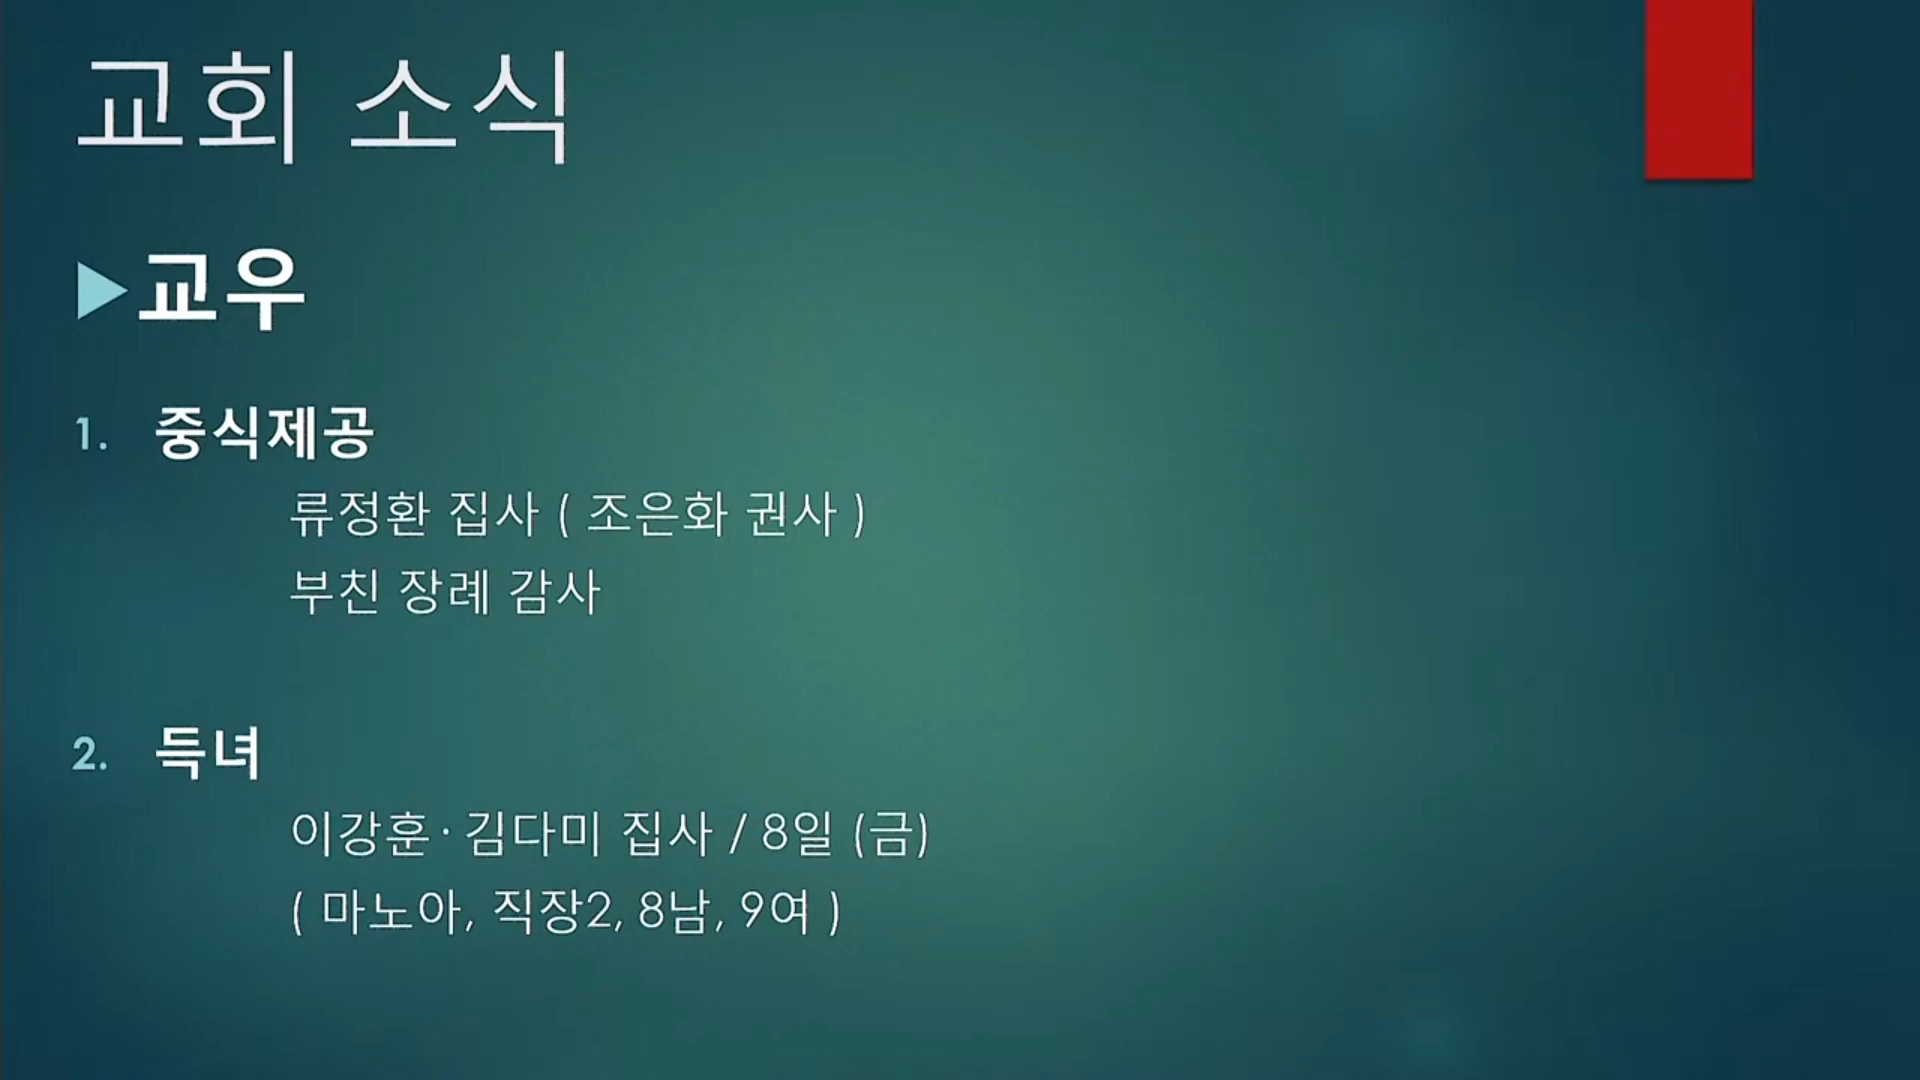 교회 소식
교우
1. 중식제공
류정환 집사 ( 조은화 권사 )
부친 장례 감사
2. 득녀
이강훈·김다미 집사 / 8일 (금)
( 마노아, 직장2, 8남, 9여 )